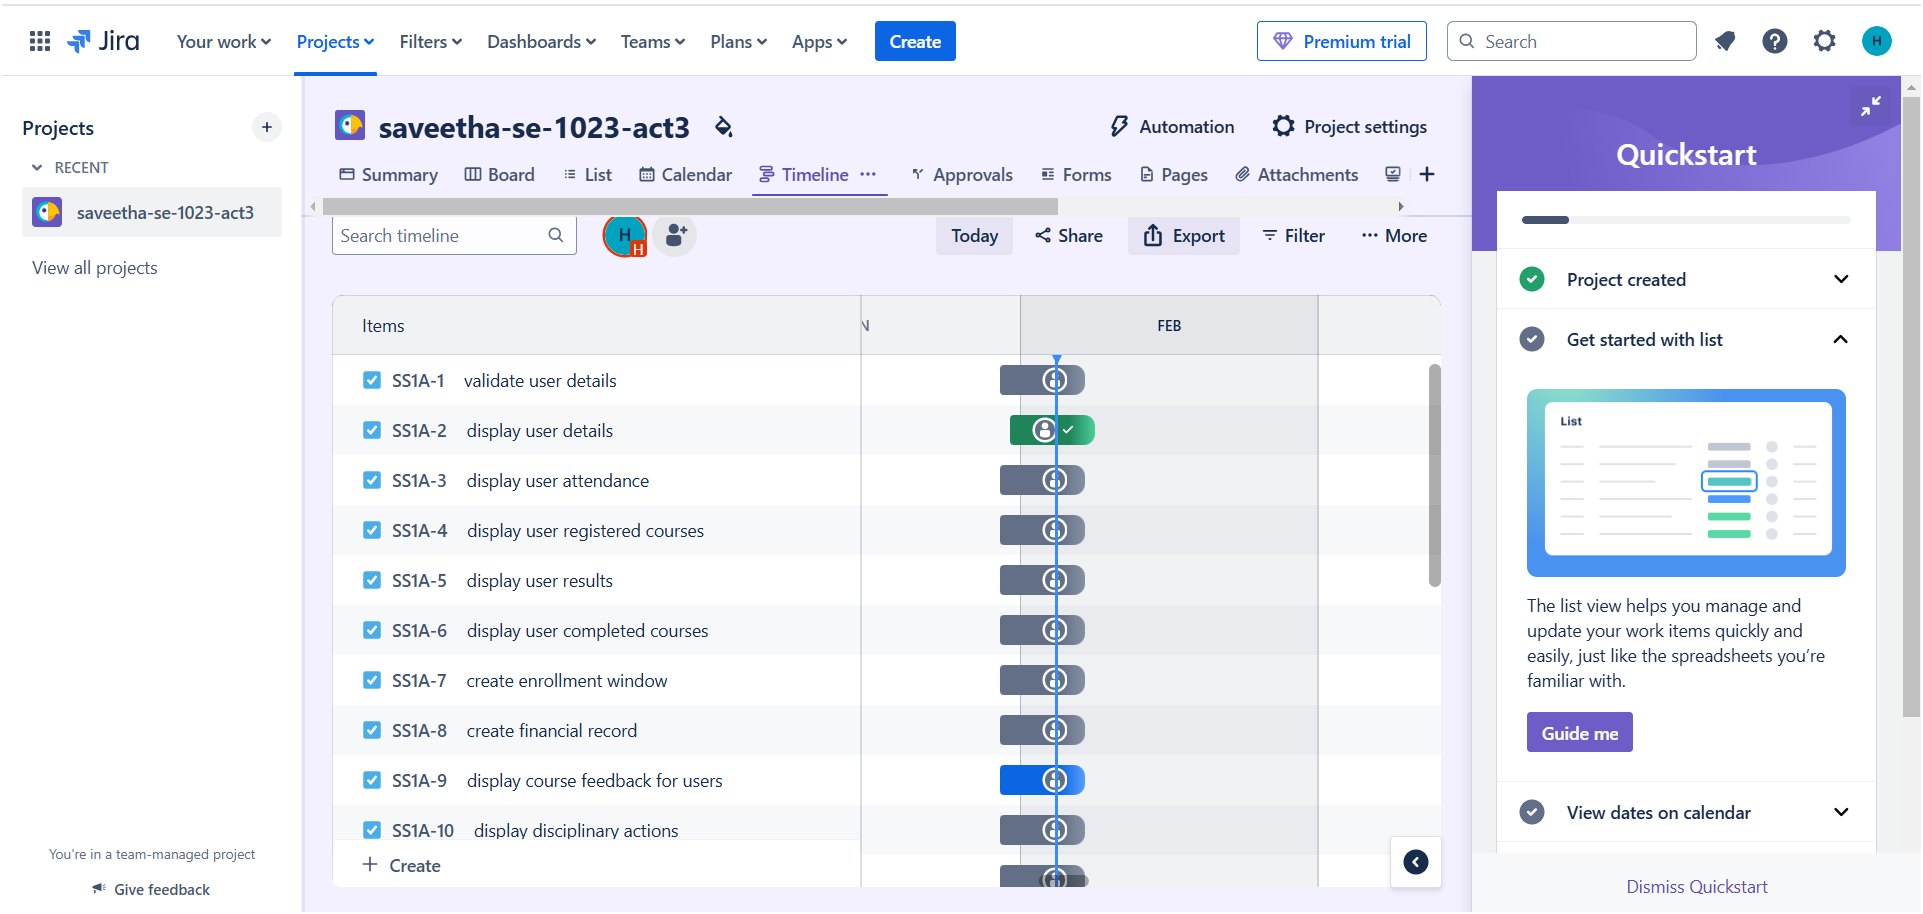 Jira Your work Projects Filters Dashboards Teams Plans Apps Create Premium trial Search H
Projects
RECENT
saveetha-se-1023-act3
View all projects
You're in a team-managed project
Give feedback
saveetha-se-1023-act3 Automation Project settings
Summary Board List Calendar Timeline Approvals Forms Pages Attachments
Search timeline H H Today Share Export Filter More
Items N FEB
SS1A-1 validate user details
SS1A-2 display user details
SS1A-3 display user attendance
SS1A-4 display user registered courses
SS1A-5 display user results
SS1A-6 display user completed courses
SS1A-7 create enrollment window
SS1A-8 create financial record
SS1A-9 display course feedback for users
SS1A-10 display disciplinary actions
Create
Quickstart
Project created
Get started with list
List
The list view helps you manage and
update your work items quickly and
easily, just like the spreadsheets you’re
familiar with.
Guide me
View dates on calendar
Dismiss Quickstart